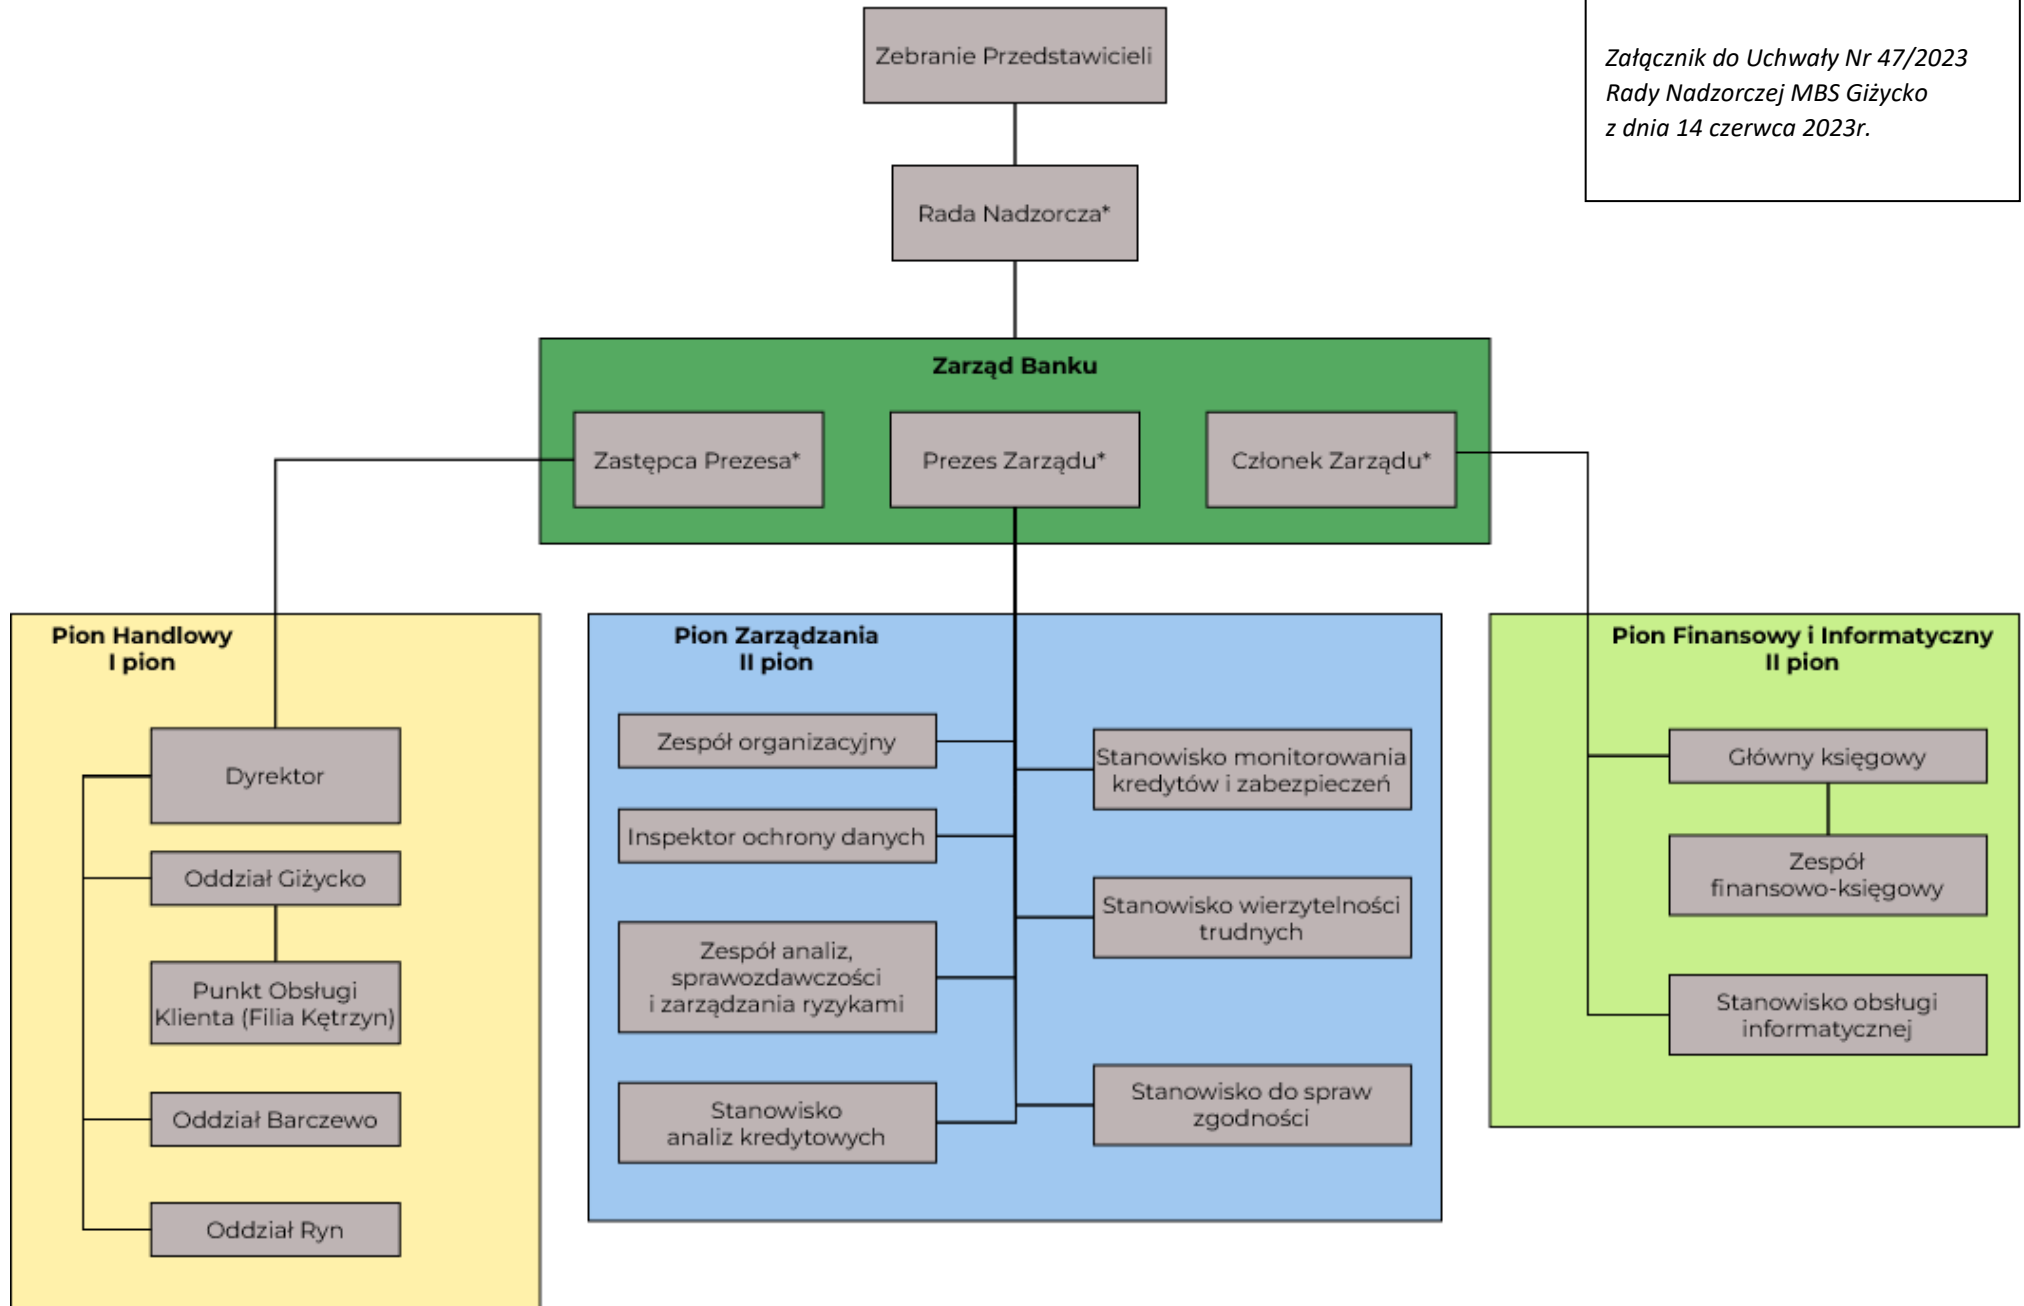 Zebranie Przedstawicieli
Załącznik do Uchwały Nr 47/2023
Rady Nadzorczej MBS Giżycko
z dnia 14 czerwca 2023r.
Rada Nadzorcza*
Zarząd Banku
Zastępca Prezesa*
Prezes Zarządu*
Członek Zarządu*
Pion Handlowy
I pion
Dyrektor
Oddział Giżycko
Punkt Obsługi
Klienta (Filia Kętrzyn)
Oddział Barczewo
Oddział Ryn
Pion Zarządzania
II pion
Zespół organizacyjny
Inspektor ochrony danych
Zespół analiz,
sprawozdawczości
i zarządzania ryzykami
Stanowisko
analiz kredytowych
Stanowisko monitorowania
kredytów i zabezpieczeń
Stanowisko wierzytelności
trudnych
Stanowisko do spraw
zgodności
Pion Finansowy i Informatyczny
II pion
Główny księgowy
Zespół
finansowo-księgowy
Stanowisko obsługi
informatycznej